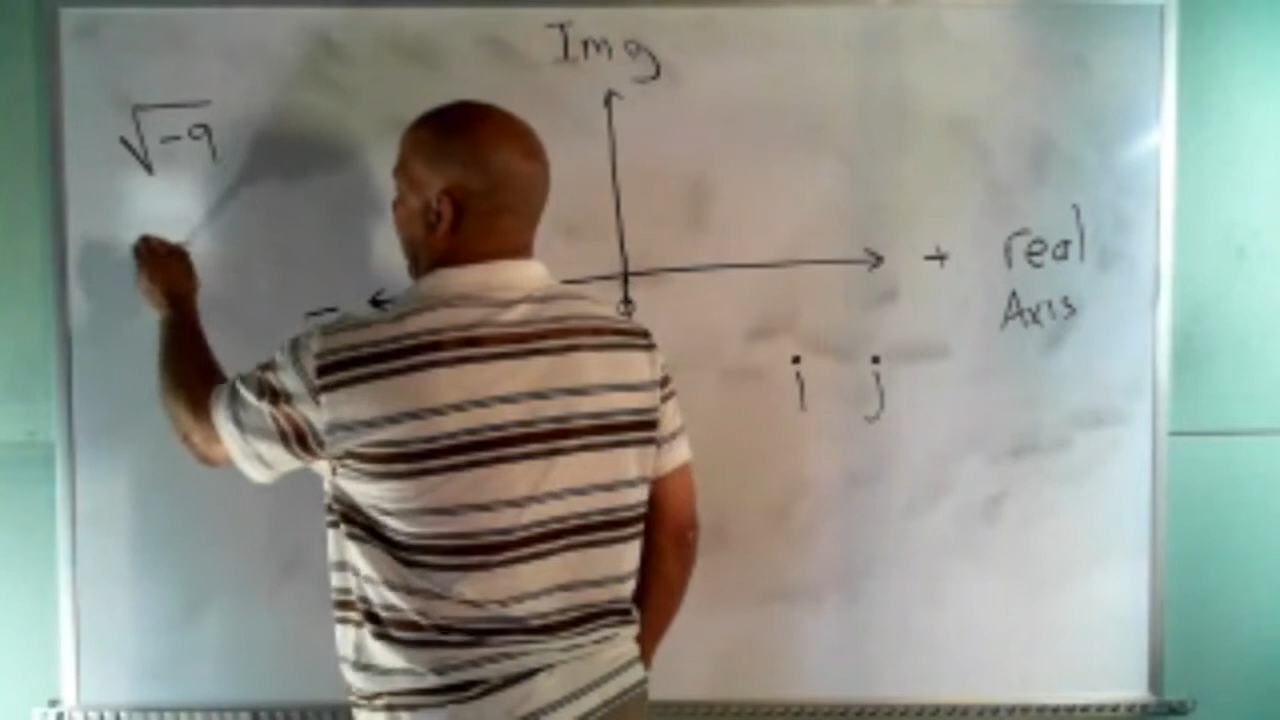 Img
√-9
- + real
Axis
i j